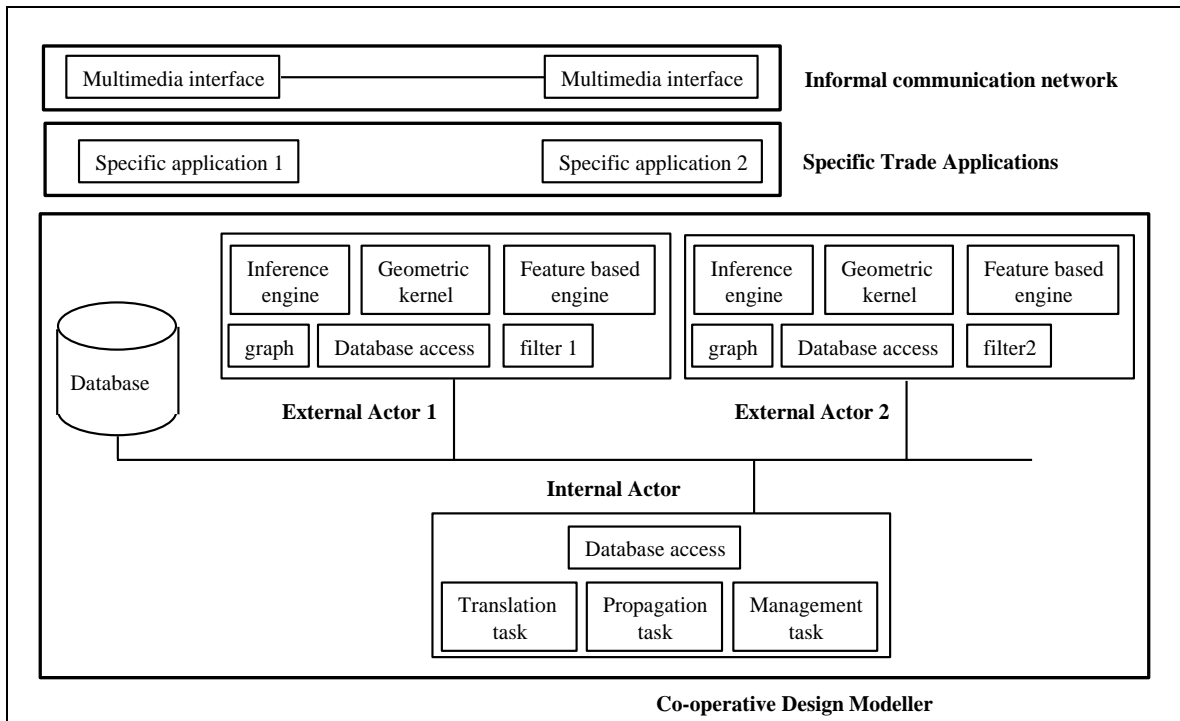 Multimedia interface
Multimedia interface
Informal communication network
Specific application 1
Specific application 2
Specific Trade Applications
Inference
engine
Geometric
kernel
Feature based
engine
graph
Database access
filter 1
Inference
engine
Geometric
kernel
Feature based
engine
graph
Database access
filter2
Database
External Actor 1
External Actor 2
Internal Actor
Database access
Translation
task
Propagation
task
Management
task
Co-operative Design Modeller